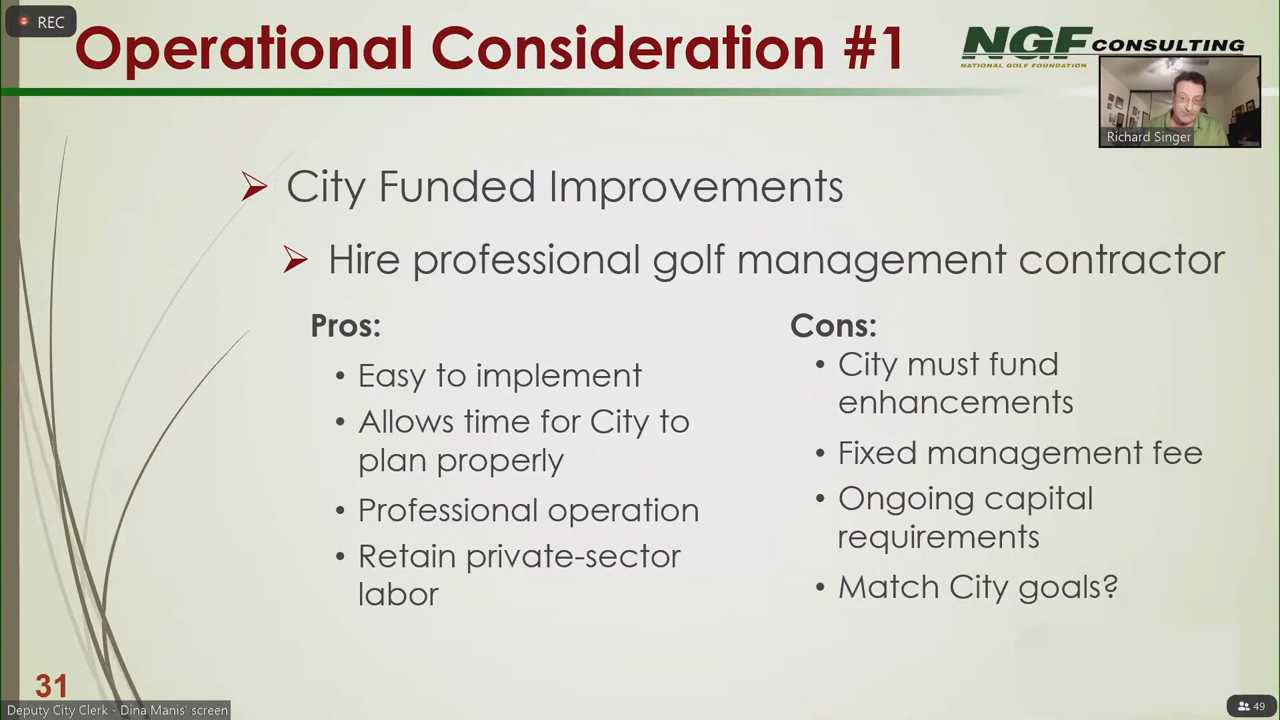 REC
Operational Consideration #1
NGF CONSULTING
NATIONAL GOLF FOUNDATION
Richard Singer
City Funded Improvements
Hire professional golf management contractor
Pros:
• Easy to implement
• Allows time for City to
plan properly
• Professional operation
• Retain private-sector
labor
Cons:
• City must fund
enhancements
• Fixed management fee
• Ongoing capital
requirements
• Match City goals?
31
Deputy City Clerk - Dina Manis' screen
49